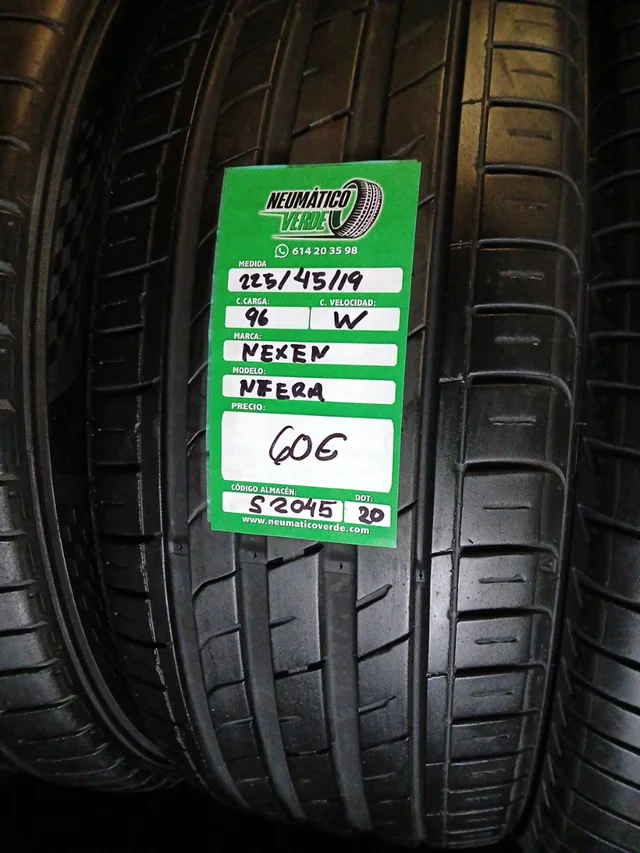 NEUMÁTICO
VERDE
614 20 35 98
MEDIDA
225/45/19
C.CARGA: C. VELOCIDAD:
96 W
MARCA:
NEXEN
MODELO:
NFERA
PRECIO:
60€
CÓDIGO ALMACÉN: DOT:
S2045 20
www.neumaticoverde.com